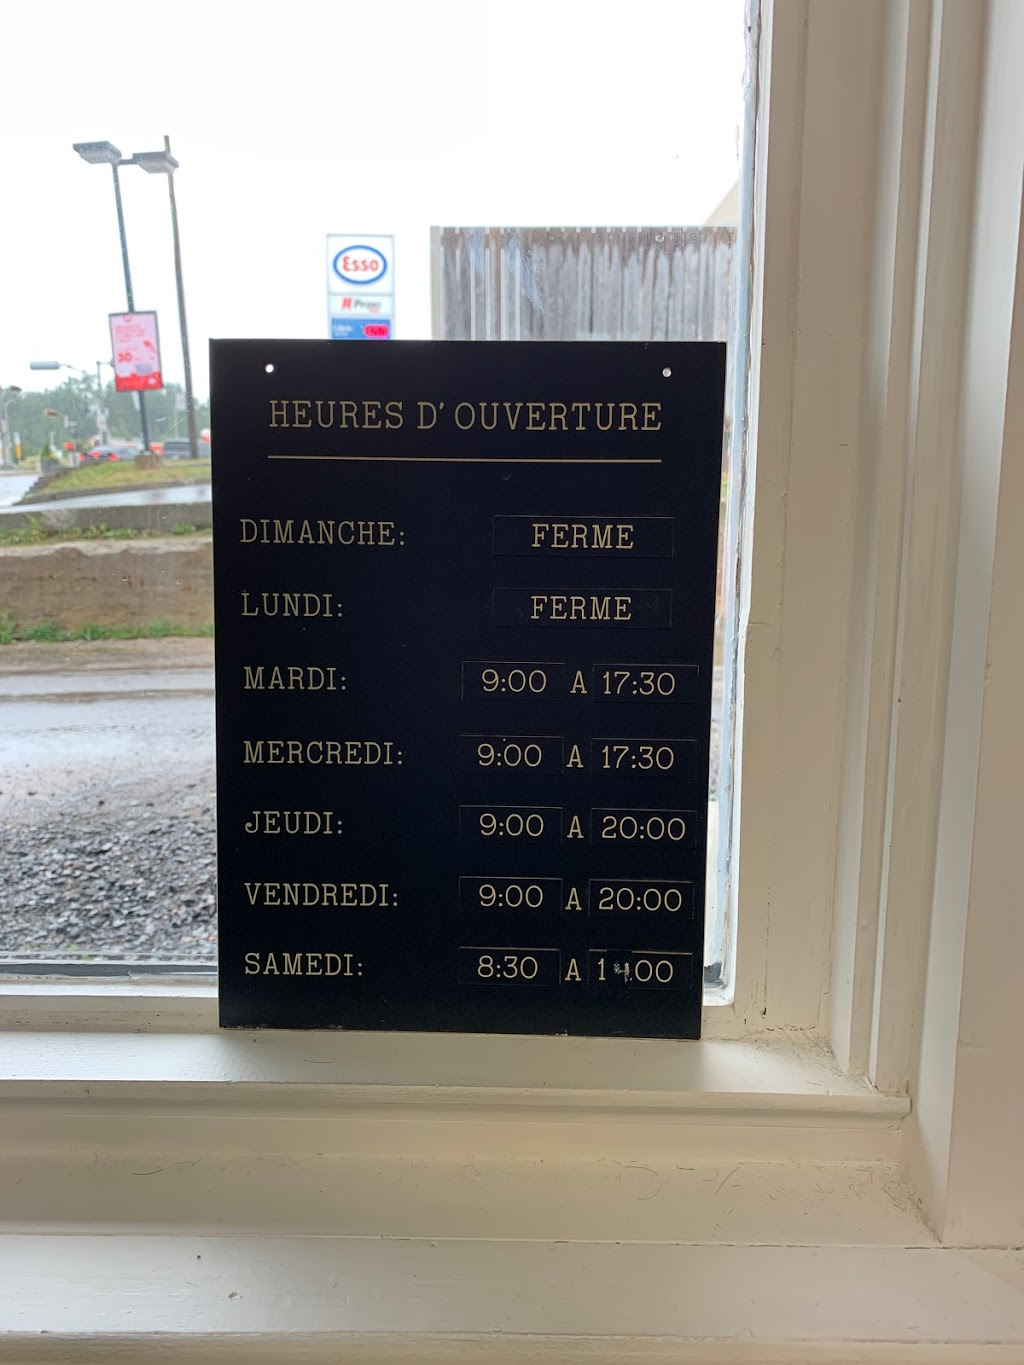 Esso
30
HEURES D' OUVERTURE
DIMANCHE: FERME
LUNDI: FERME
MARDI: 9:00 A 17:30
MERCREDI: 9:00 A 17:30
JEUDI: 9:00 A 20:00
VENDREDI: 9:00 A 20:00
SAMEDI: 8:30 A